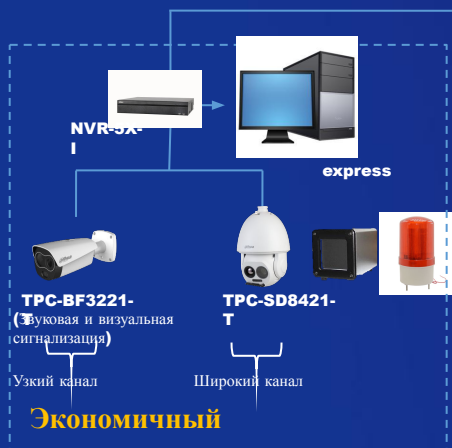 NVR-5X-
I
express
TPC-BF3221-
T
(Звуковая и визуальная
сигнализация)
TPC-SD8421-
T
Узкий канал
Широкий канал
Экономичный